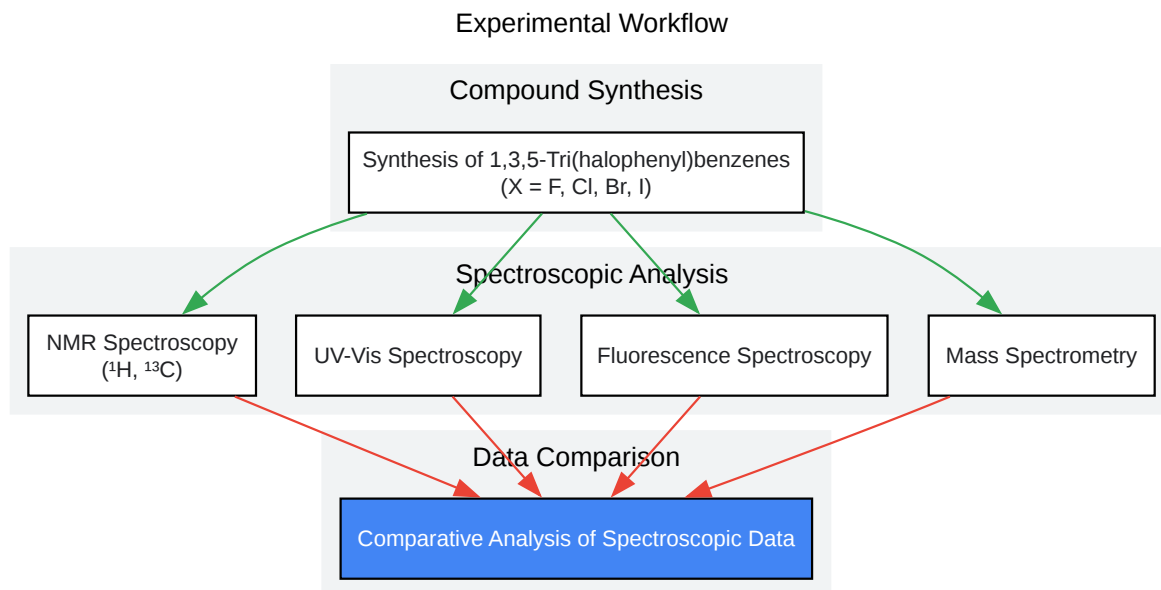 Experimental Workflow
Compound Synthesis
Synthesis of 1,3,5-Tri(halophenyl)benzenes
(X = F, Cl, Br, I)
Spectroscopic Analysis
NMR Spectroscopy
(¹H, ¹³C)
UV-Vis Spectroscopy
Fluorescence Spectroscopy
Mass Spectrometry
Data Comparison
Comparative Analysis of Spectroscopic Data